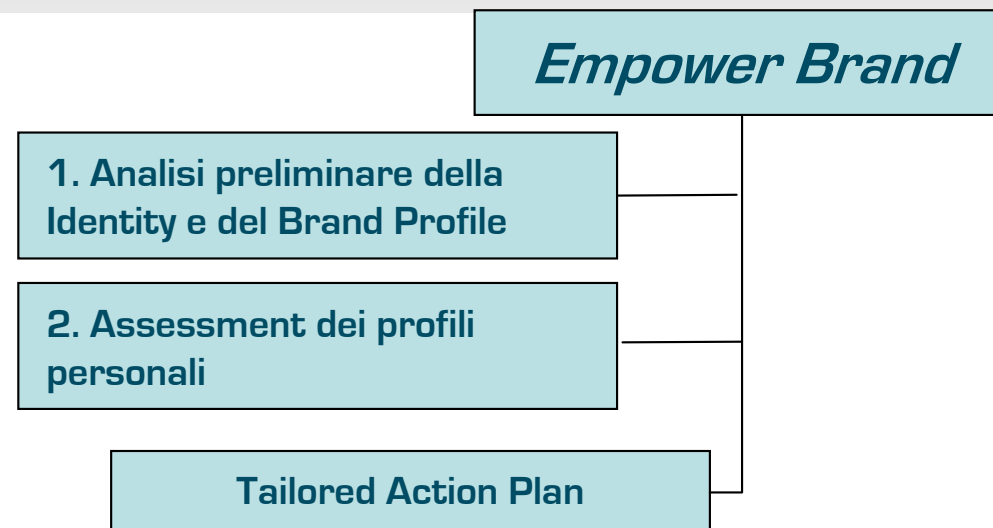 Empower Brand
1. Analisi preliminare della
Identity e del Brand Profile
2. Assessment dei profili
personali
Tailored Action Plan